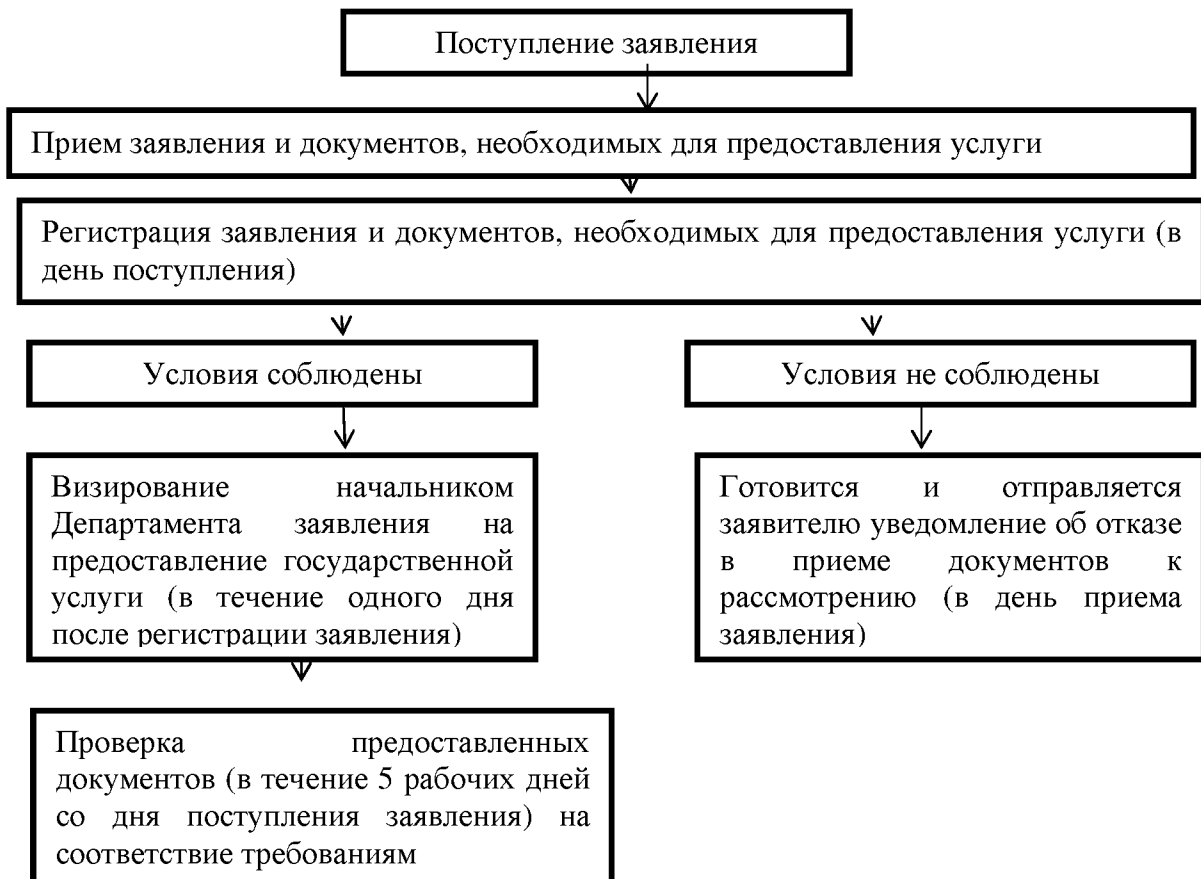 Поступление заявления
Прием заявления и документов, необходимых для предоставления услуги
Регистрация заявления и документов, необходимых для предоставления услуги (в
день поступления)
Условия соблюдены
Условия не соблюдены
Визирование начальником
Департамента заявления на
предоставление государственной
услуги (в течение одного дня
после регистрации заявления)
Готовится и отправляется
заявителю уведомление об отказе
в приеме документов к
рассмотрению (в день приема
заявления)
Проверка предоставленных
документов (в течение 5 рабочих дней
со дня поступления заявления) на
соответствие требованиям